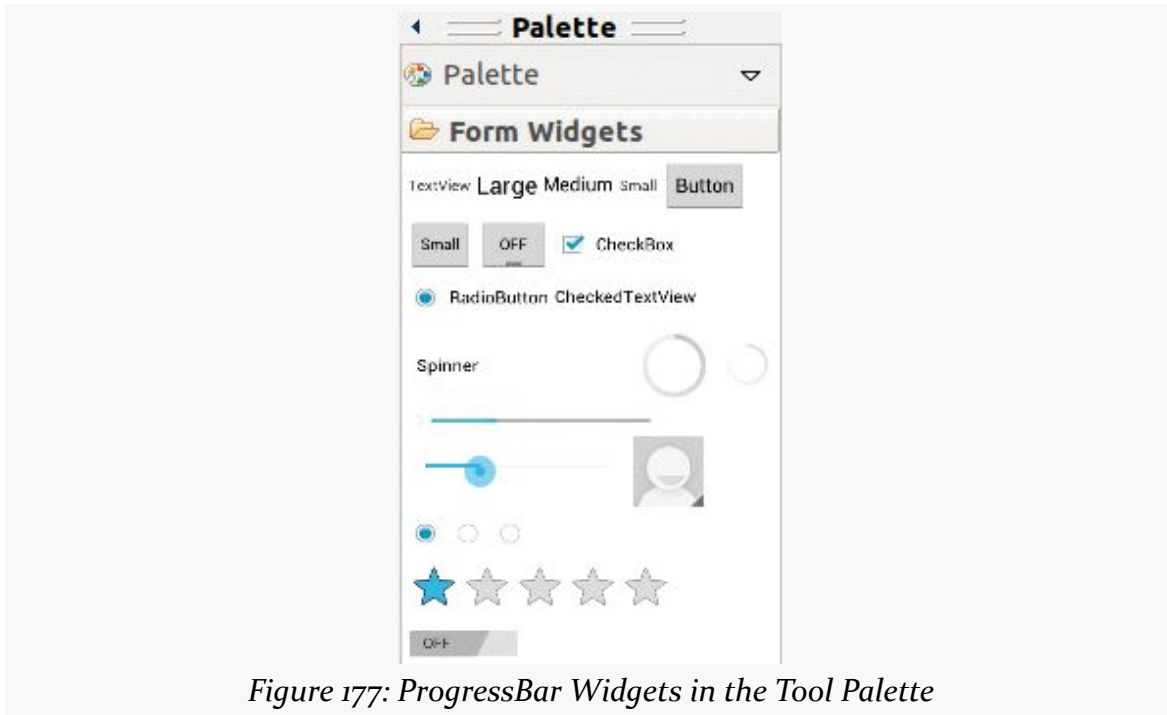 Palette
Palette
Form Widgets
TextView Large Medium Small Button
Small OFF CheckBox
RadioButton CheckedTextView
Spinner
OFF
Figure 177: ProgressBar Widgets in the Tool Palette